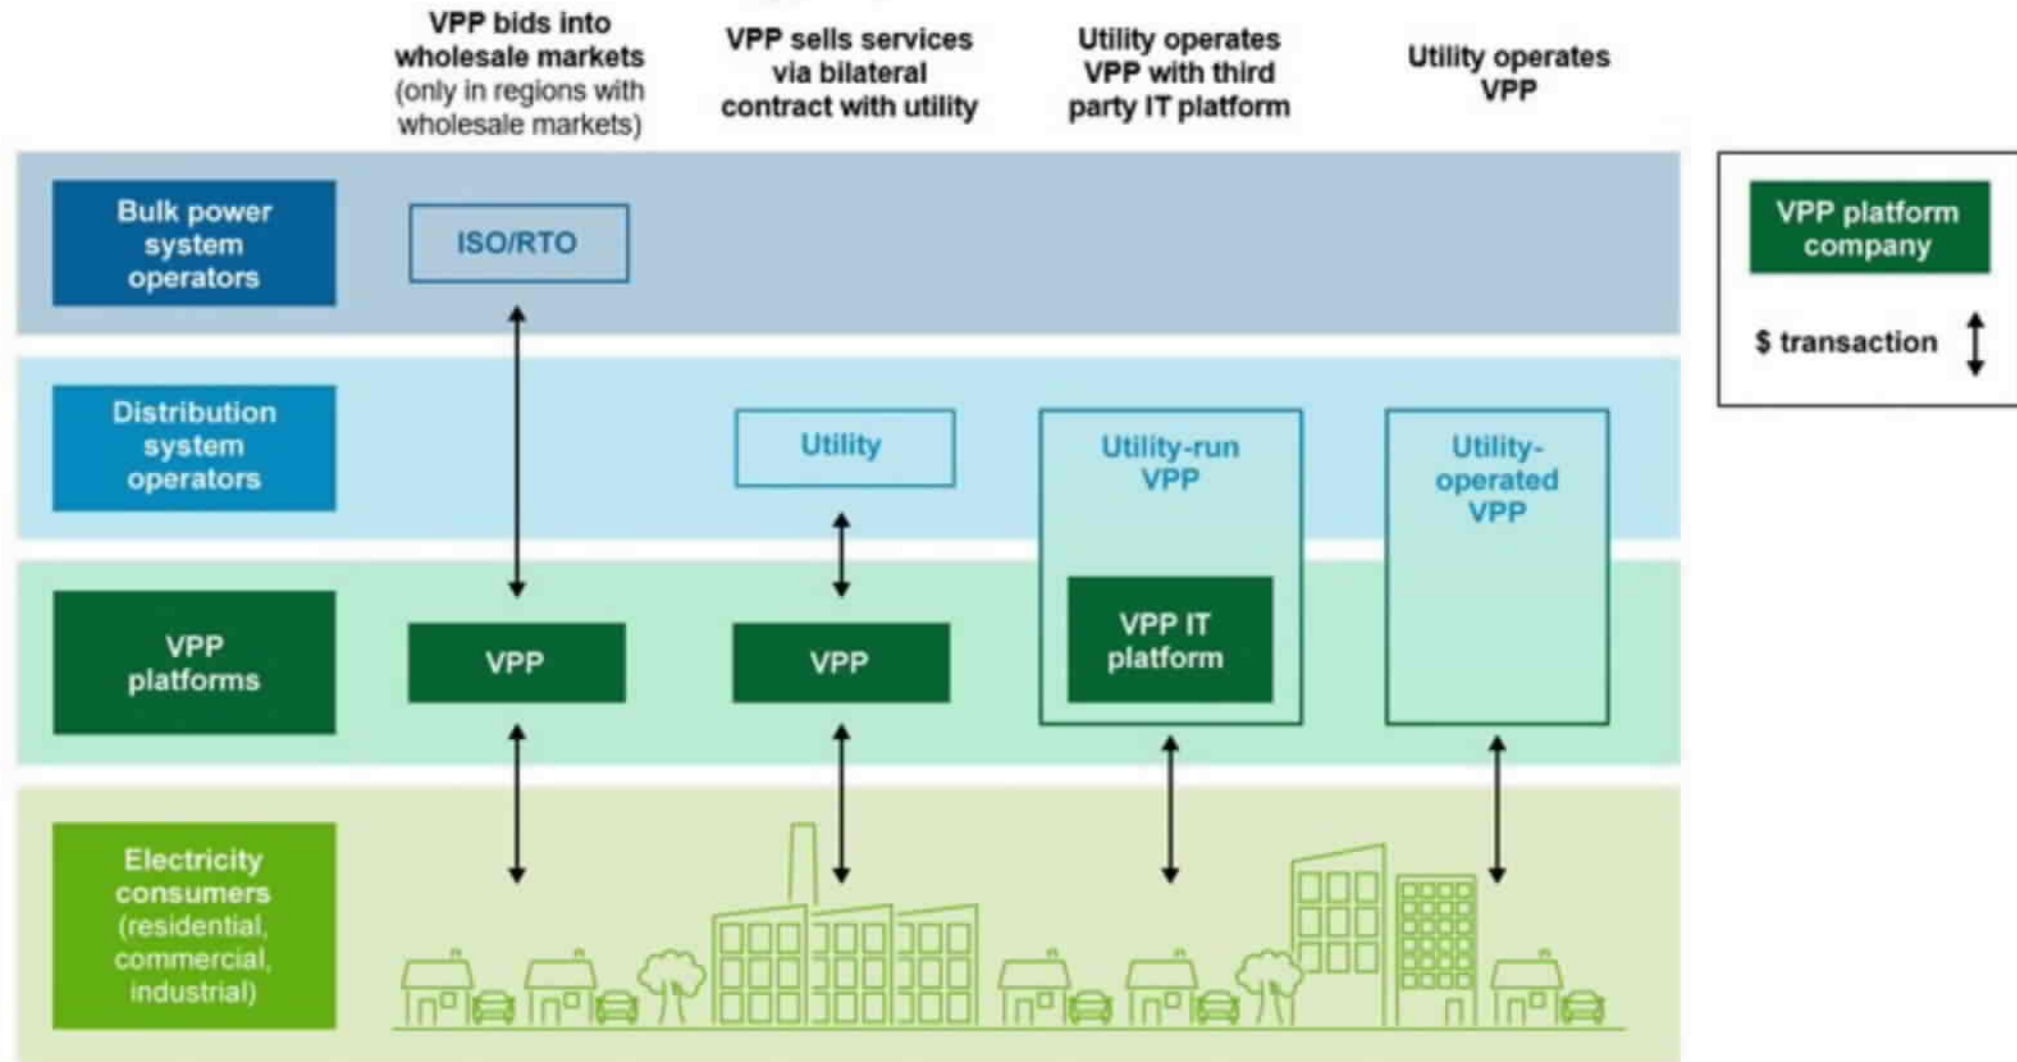 VPP bids into
wholesale markets
(only in regions with
wholesale markets)
VPP sells services
via bilateral
contract with utility
Utility operates
VPP with third
party IT platform
Utility operates
VPP
Bulk power
system
operators
ISO/RTO
VPP platform
company
$ transaction
Distribution
system
operators
Utility
Utility-run
VPP
Utility-
operated
VPP
VPP
platforms
VPP
VPP
VPP IT
platform
Electricity
consumers
(residential,
commercial,
industrial)